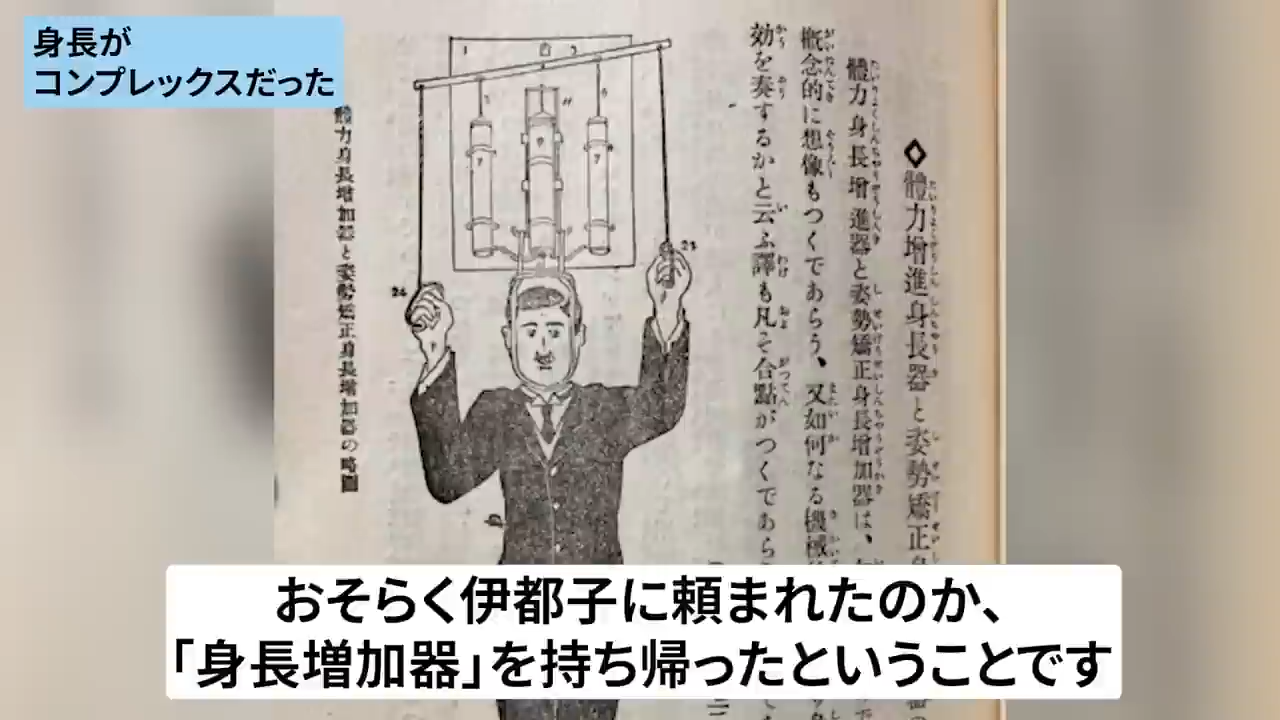 身長が
コンプレックスだった
◇體力增進身長器と姿勢矯正身
體力身長增進器と姿勢矯正身長增加器は、
概念的に想像もつくであらう、又如何なる機械
効を奏するかと云ふ譯も凡そ合點がつくであら
體力身長增加器と姿勢矯正身長增加器の略圖
おそらく伊都子に頼まれたのか、
「身長増加器」を持ち帰ったということです